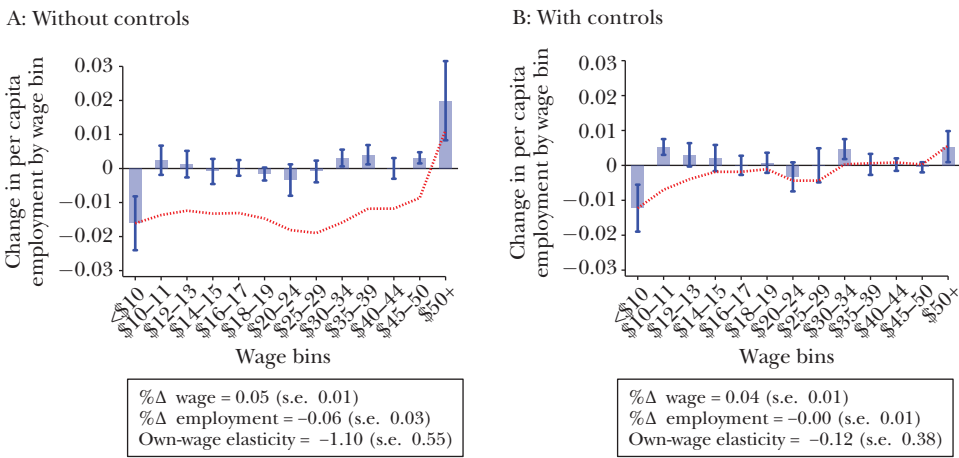 A: Without controls
Change in per capita
employment by wage bin
0.03
0.02
0.01
0
−0.01
−0.02
−0.03
<$10
$10–11
$12–13
$14–15
$16–17
$18–19
$20–24
$25–29
$30–34
$35–39
$40–44
$45–50
$50+
Wage bins
%Δ wage = 0.05 (s.e. 0.01)
%Δ employment = −0.06 (s.e. 0.03)
Own-wage elasticity = −1.10 (s.e. 0.55)
B: With controls
Change in per capita
employment by wage bin
0.03
0.02
0.01
0
−0.01
−0.02
−0.03
<$10
$10–11
$12–13
$14–15
$16–17
$18–19
$20–24
$25–29
$30–34
$35–39
$40–44
$45–50
$50+
Wage bins
%Δ wage = 0.04 (s.e. 0.01)
%Δ employment = −0.00 (s.e. 0.01)
Own-wage elasticity = −0.12 (s.e. 0.38)